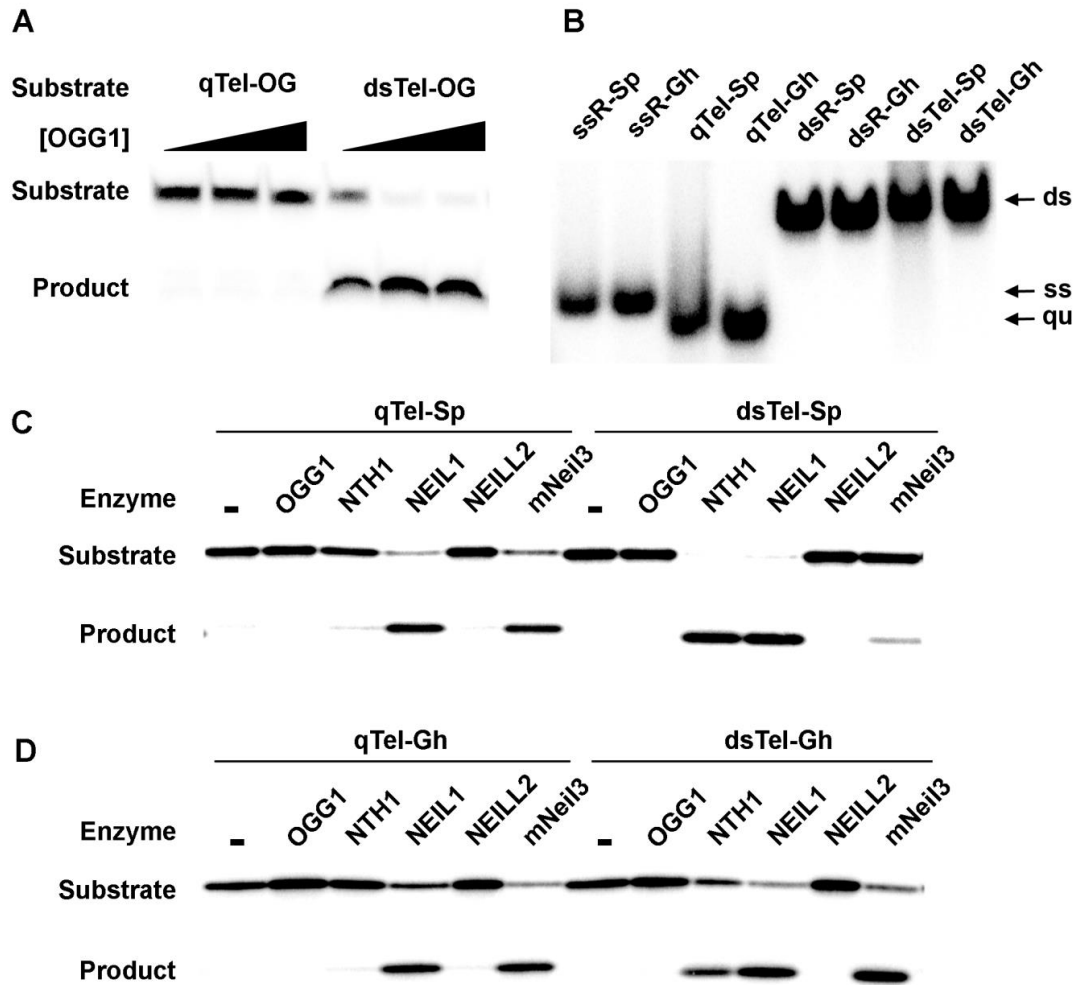 A
Substrate qTel-OG dsTel-OG
[OGG1]
Substrate
Product
B
ssR-Sp ssR-Gh qTel-Sp qTel-Gh dsR-Sp dsR-Gh dsTel-Sp dsTel-Gh
ds
ss
qu
C
qTel-Sp dsTel-Sp
Enzyme - OGG1 NTH1 NEIL1 NEILL2 mNeil3 - OGG1 NTH1 NEIL1 NEILL2 mNeil3
Substrate
Product
D
qTel-Gh dsTel-Gh
Enzyme - OGG1 NTH1 NEIL1 NEILL2 mNeil3 - OGG1 NTH1 NEIL1 NEILL2 mNeil3
Substrate
Product